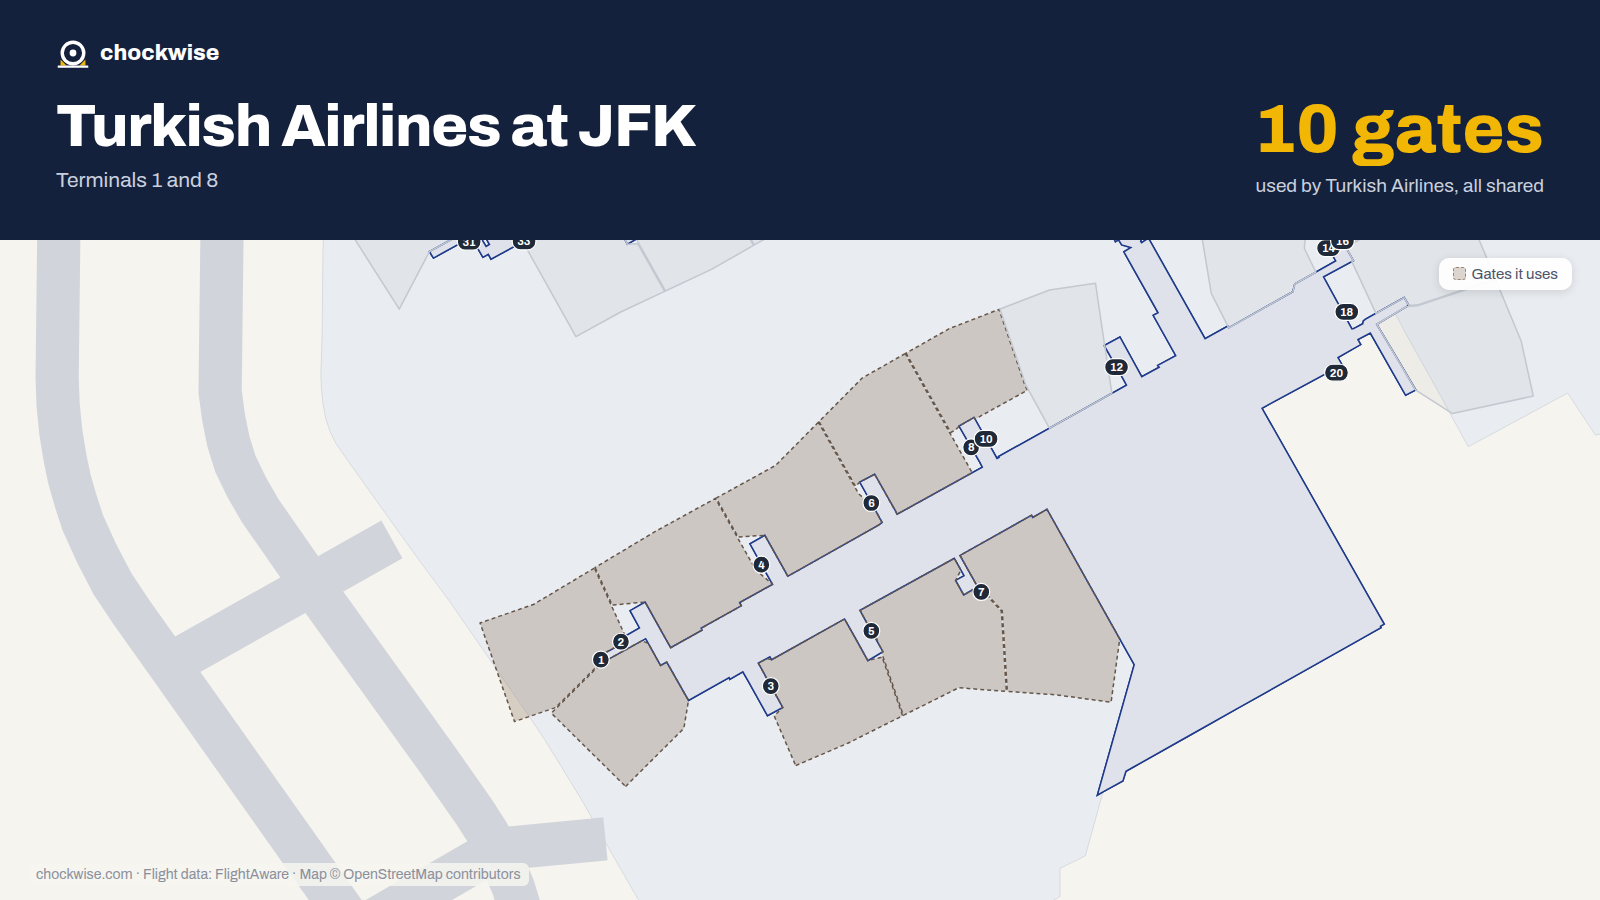 chockwise
Turkish Airlines at JFK
Terminals 1 and 8
10 gates
used by Turkish Airlines, all shared
31
33
14
16
Gates it uses
18
12
20
8
10
6
4
7
5
2
1
3
chockwise.com · Flight data: FlightAware · Map © OpenStreetMap contributors